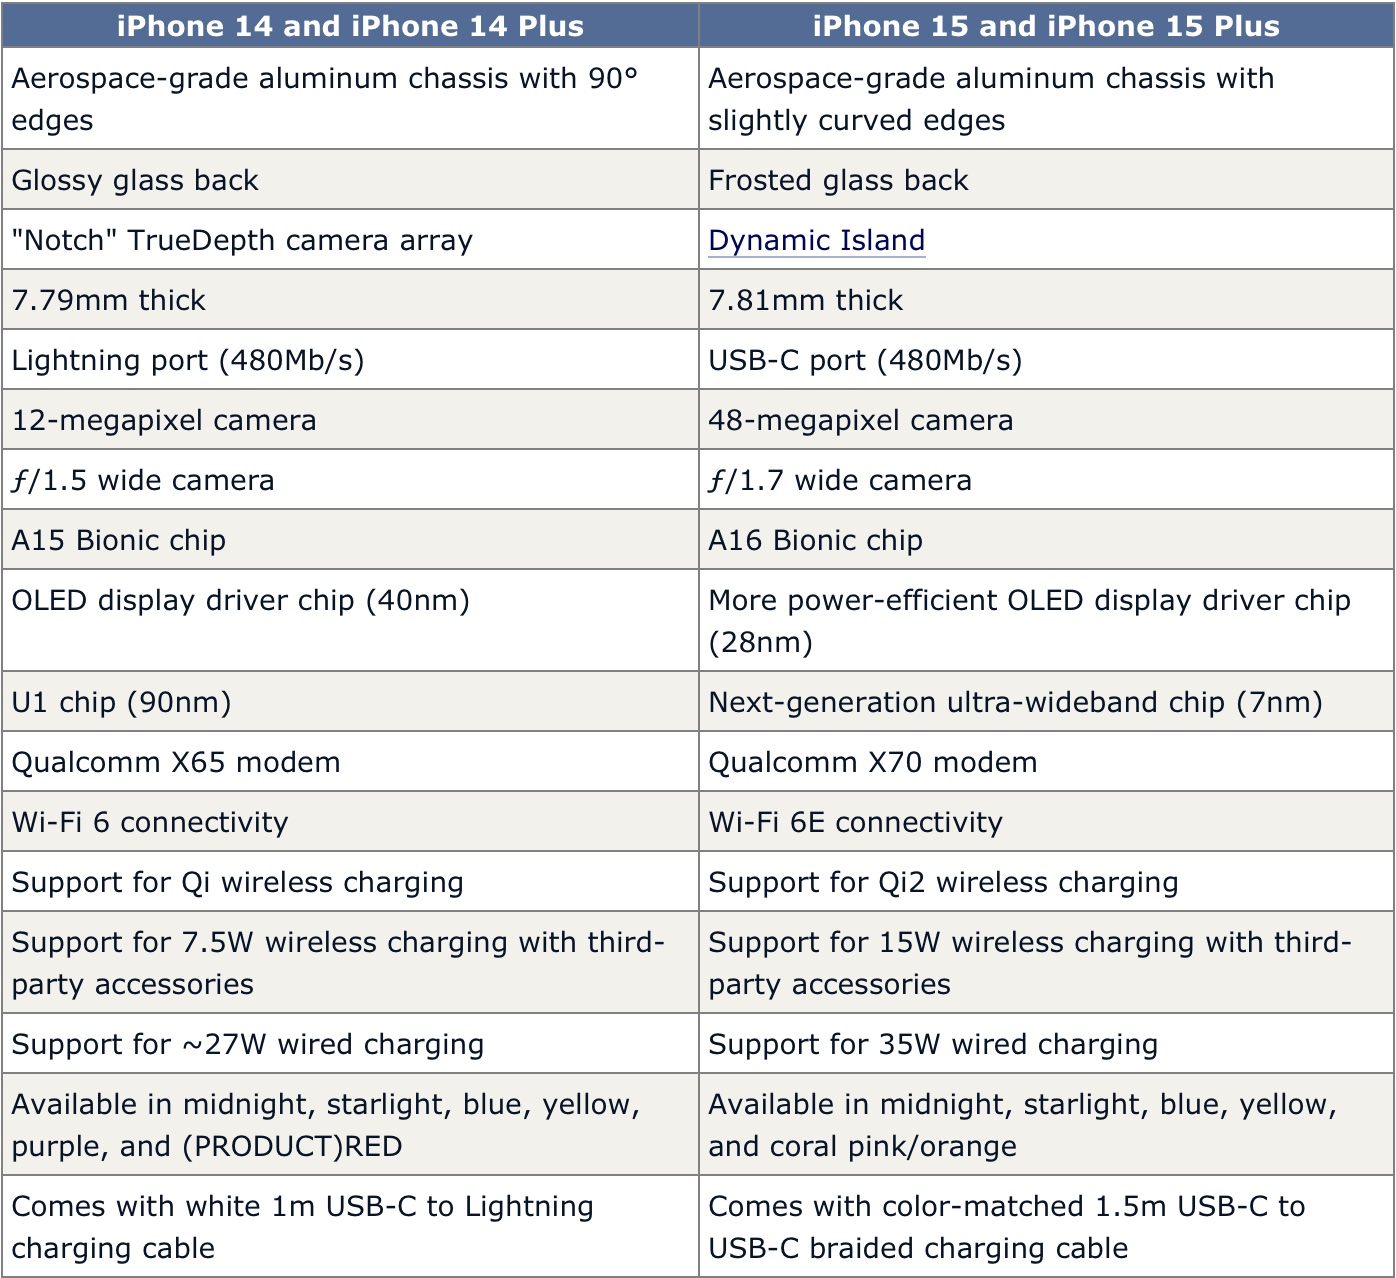 iPhone 14 and iPhone 14 Plus
iPhone 15 and iPhone 15 Plus
Aerospace-grade aluminum chassis with 90°
edges
Aerospace-grade aluminum chassis with
slightly curved edges
Glossy glass back
Frosted glass back
"Notch" TrueDepth camera array
Dynamic Island
7.79mm thick
7.81mm thick
Lightning port (480Mb/s)
USB-C port (480Mb/s)
12-megapixel camera
48-megapixel camera
ƒ/1.5 wide camera
ƒ/1.7 wide camera
A15 Bionic chip
A16 Bionic chip
OLED display driver chip (40nm)
More power-efficient OLED display driver chip
(28nm)
U1 chip (90nm)
Next-generation ultra-wideband chip (7nm)
Qualcomm X65 modem
Qualcomm X70 modem
Wi-Fi 6 connectivity
Wi-Fi 6E connectivity
Support for Qi wireless charging
Support for Qi2 wireless charging
Support for 7.5W wireless charging with third-
party accessories
Support for 15W wireless charging with third-
party accessories
Support for ~27W wired charging
Support for 35W wired charging
Available in midnight, starlight, blue, yellow,
purple, and (PRODUCT)RED
Available in midnight, starlight, blue, yellow,
and coral pink/orange
Comes with white 1m USB-C to Lightning
charging cable
Comes with color-matched 1.5m USB-C to
USB-C braided charging cable